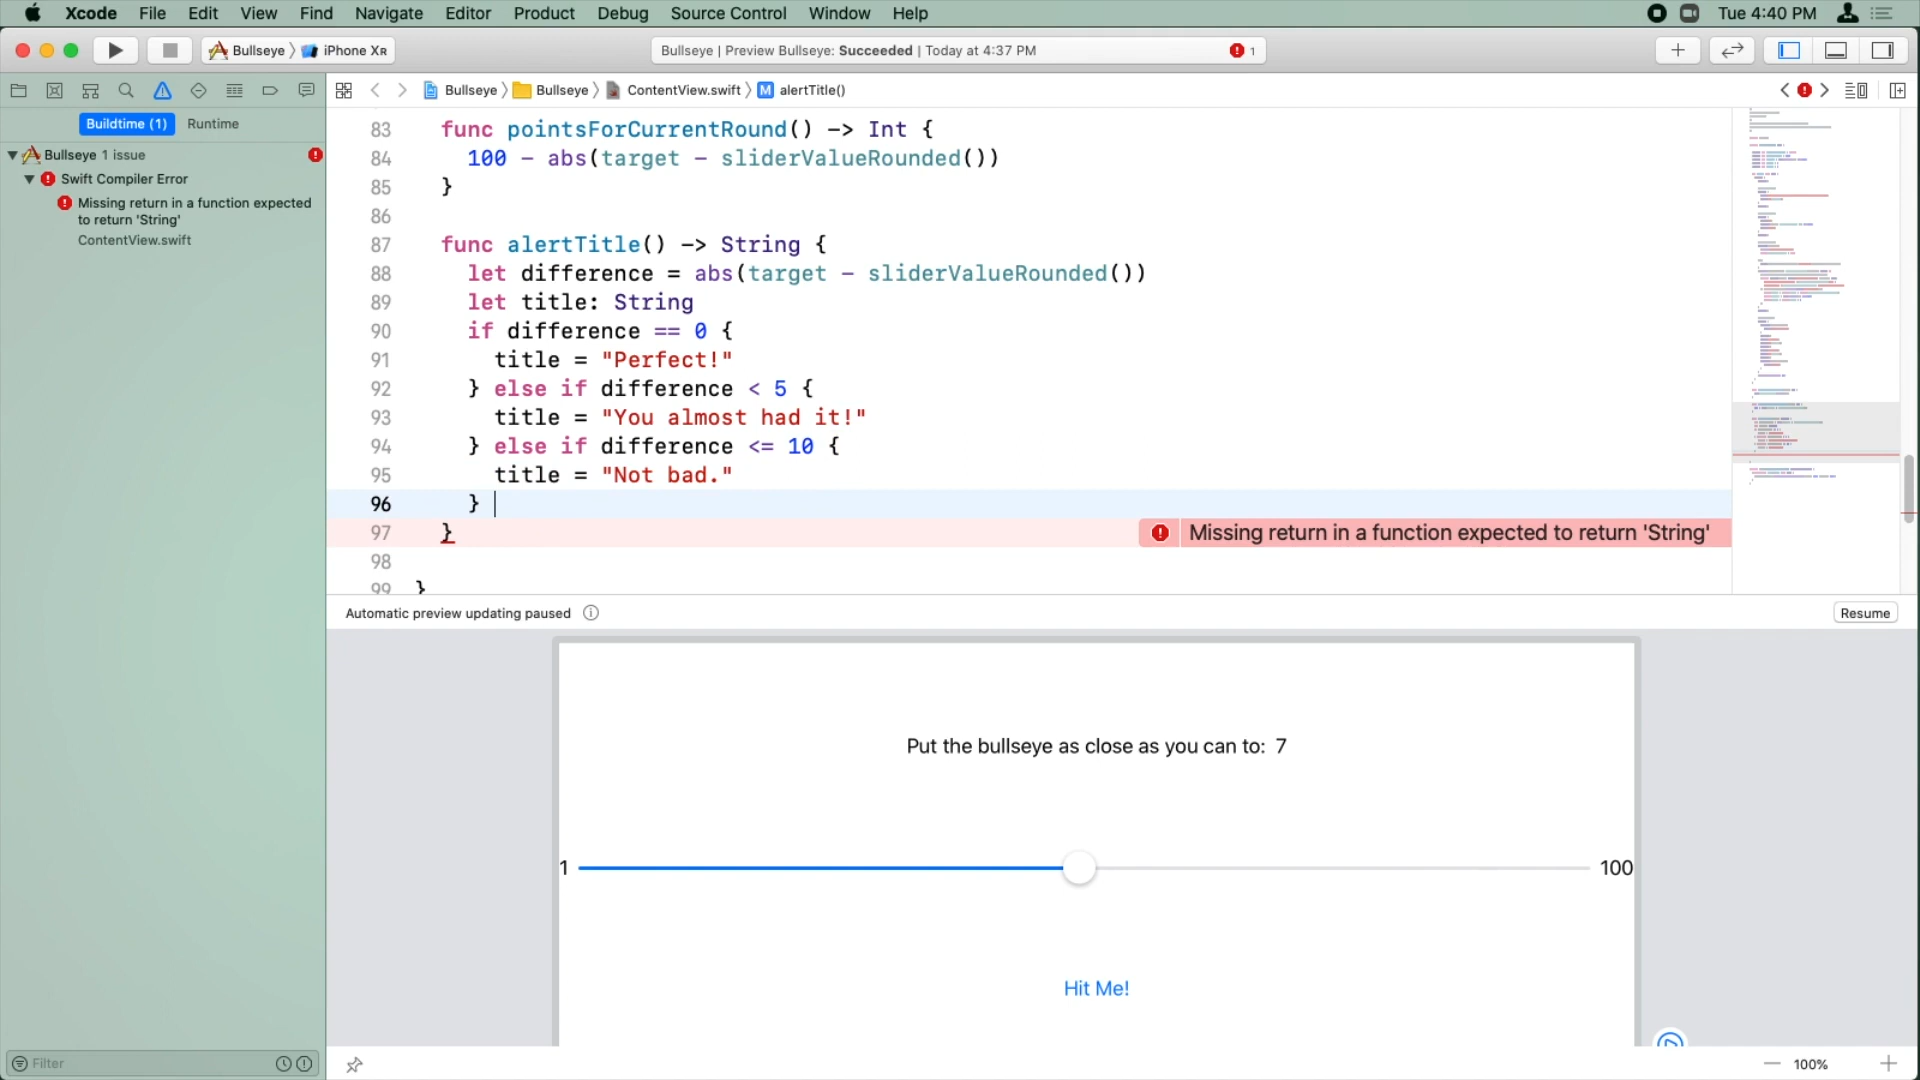 Xcode File Edit View Find Navigate Editor Product Debug Source Control Window Help Tue 4:40 PM
Bullseye iPhone XR Bullseye | Preview Bullseye: Succeeded | Today at 4:37 PM 1
Bullseye Bullseye ContentView.swift M alertTitle()
Buildtime (1) Runtime
Bullseye 1 issue
Swift Compiler Error
Missing return in a function expected
to return 'String'
ContentView.swift
83 func pointsForCurrentRound() -> Int {
84 100 - abs(target - sliderValueRounded())
85 }
86
87 func alertTitle() -> String {
88 let difference = abs(target - sliderValueRounded())
89 let title: String
90 if difference == 0 {
91 title = "Perfect!"
92 } else if difference < 5 {
93 title = "You almost had it!"
94 } else if difference <= 10 {
95 title = "Not bad."
96 }
97 } Missing return in a function expected to return 'String'
98
99 }
Automatic preview updating paused Resume
Put the bullseye as close as you can to: 7
1 100
Hit Me!
Filter 100%